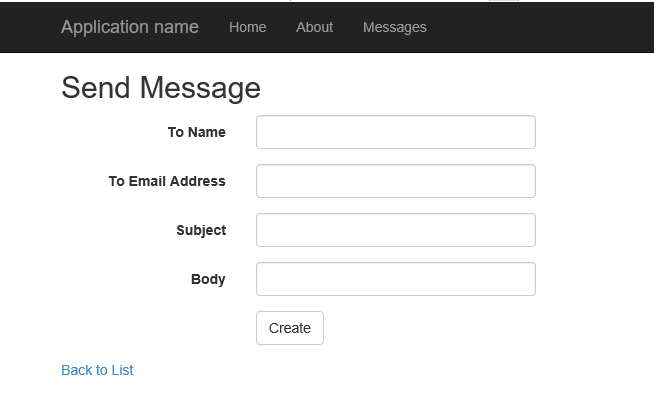 Application name Home About Messages
Send Message
To Name
To Email Address
Subject
Body
Create
Back to List